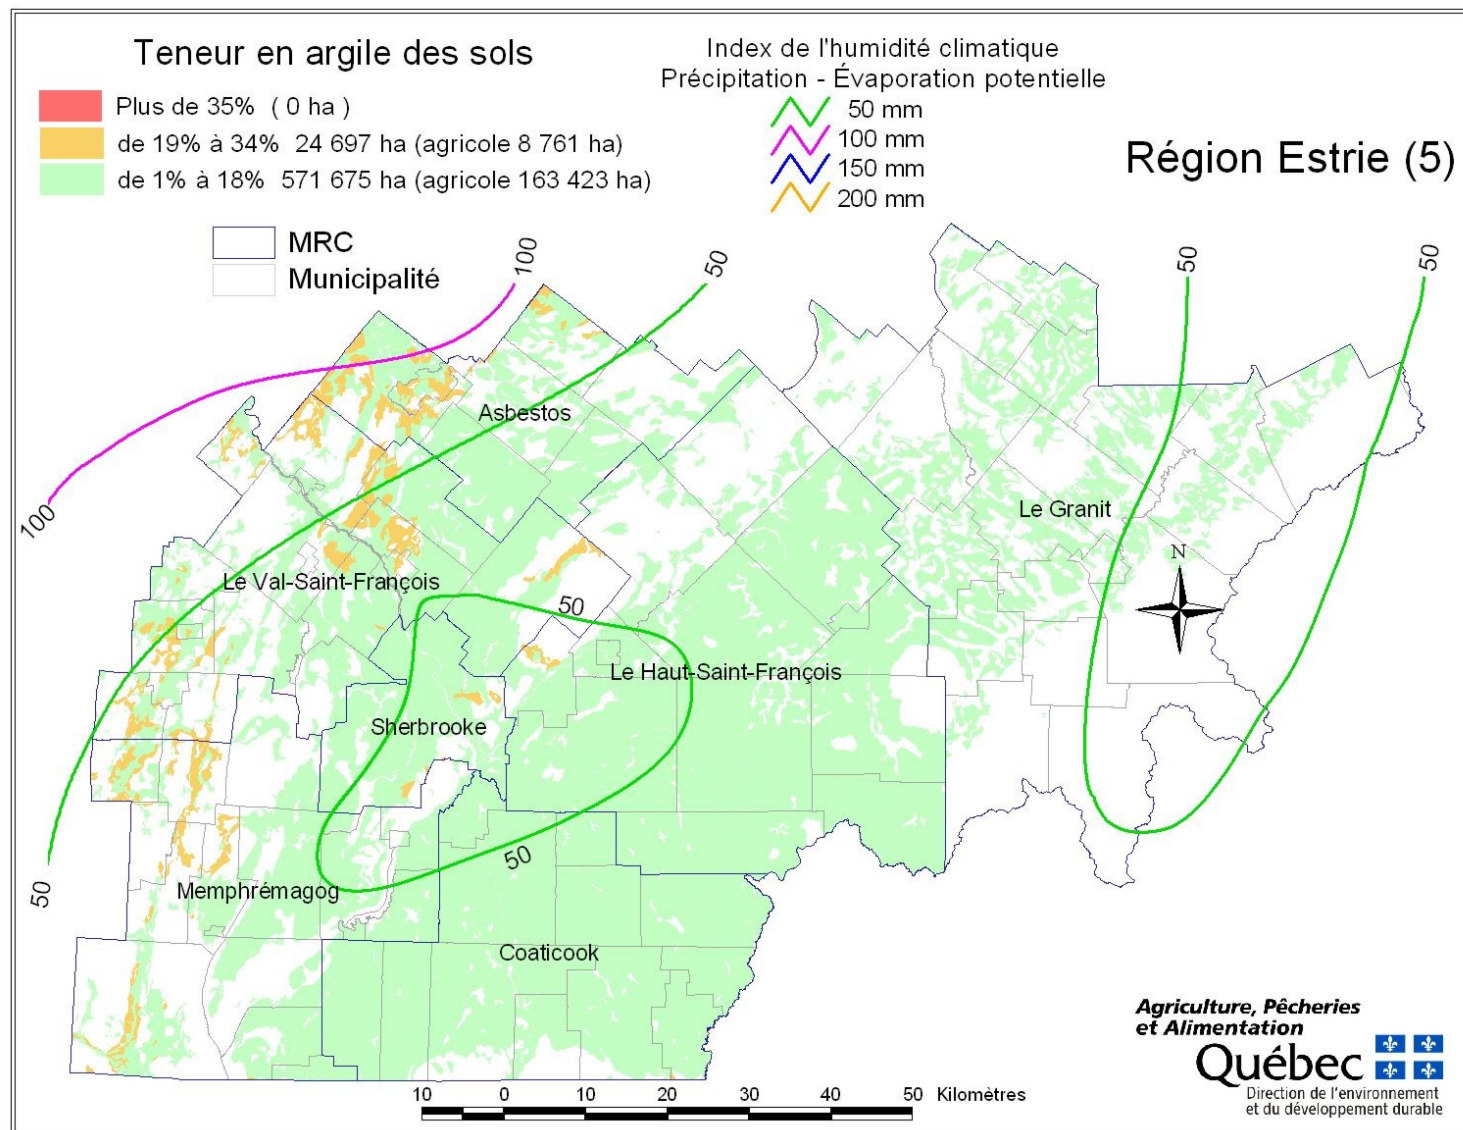 Teneur en argile des sols
Plus de 35% ( 0 ha )
de 19% à 34% 24 697 ha (agricole 8 761 ha)
de 1% à 18% 571 675 ha (agricole 163 423 ha)
MRC
Municipalité
Index de l'humidité climatique
Précipitation - Évaporation potentielle
50 mm
100 mm
150 mm
200 mm
Région Estrie (5)
100
50
50
50
Asbestos
100
Le Granit
N
Le Val-Saint-François
50
Le Haut-Saint-François
Sherbrooke
50
50
Memphrémagog
Coaticook
10 0 10 20 30 40 50 Kilomètres
Agriculture, Pêcheries
et Alimentation
Québec
Direction de l'environnement
et du développement durable